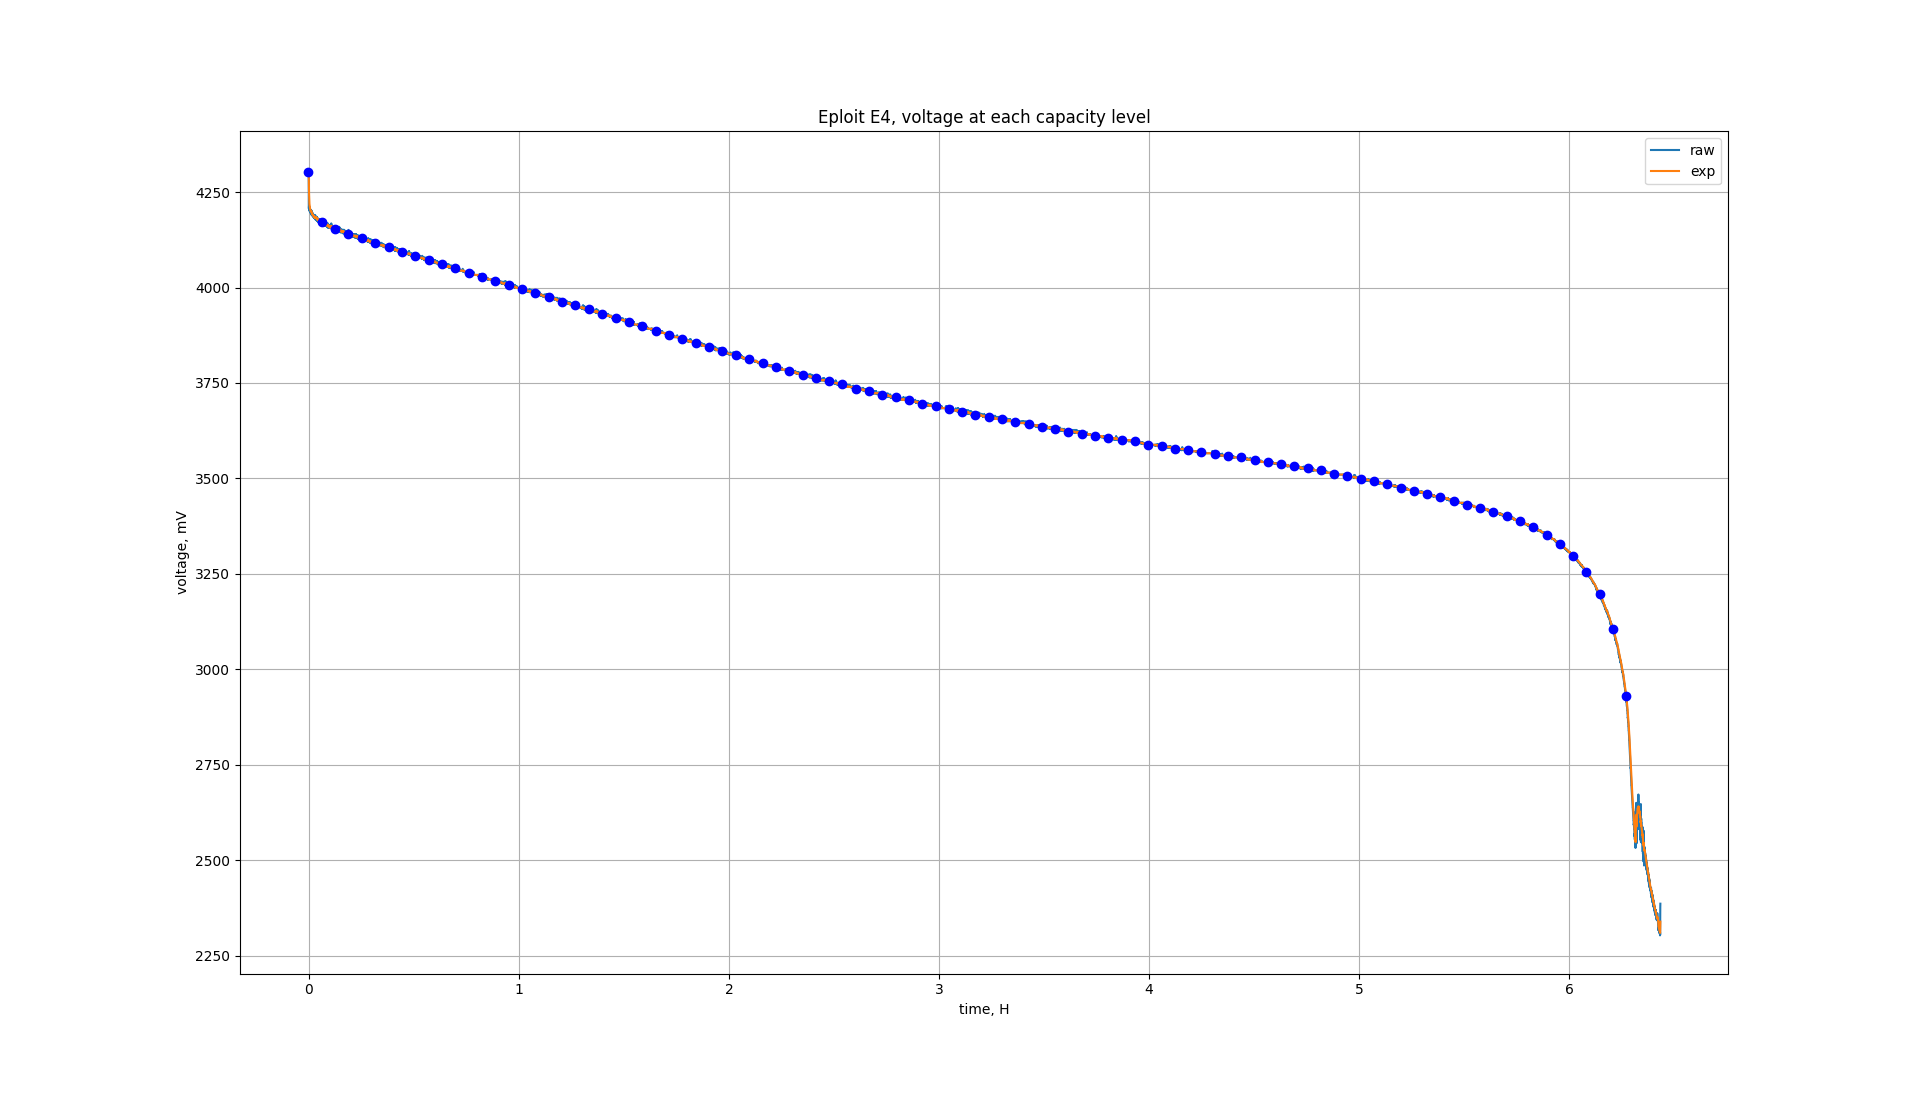 Eploit E4, voltage at each capacity level
raw
exp
4250
4000
3750
3500
3250
3000
2750
2500
2250
voltage, mV
0 1 2 3 4 5 6
time, H